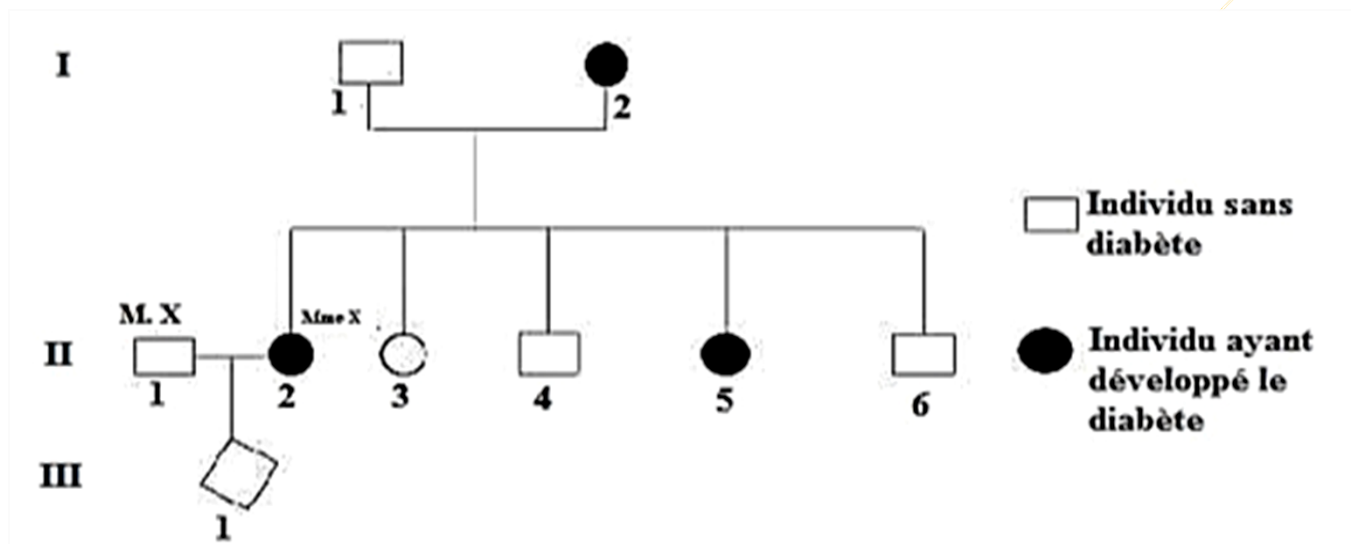 I
1
2
Individu sans
diabète
M. X
Mme X
II
1
2
3
4
5
6
Individu ayant
développé le
diabète
III
1